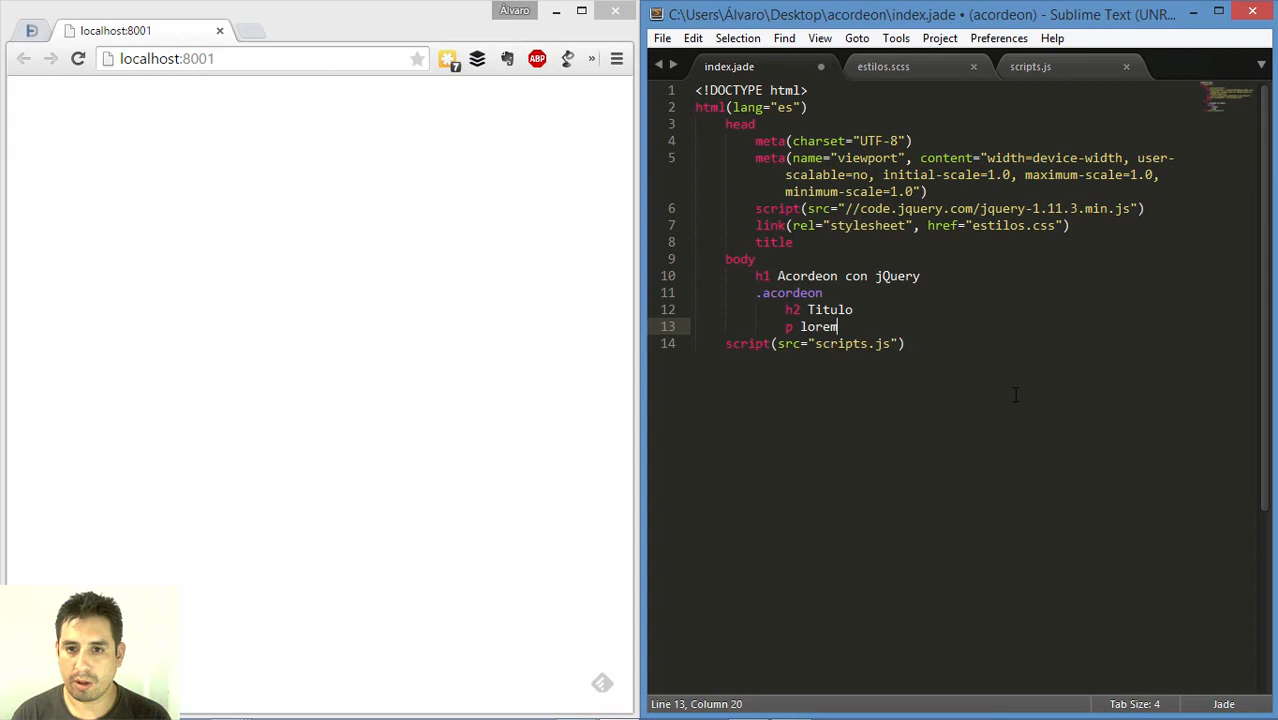 Álvaro
localhost:8001
localhost:8001
7
ABP
»
C:\Users\Álvaro\Desktop\acordeon\index.jade • (acordeon) - Sublime Text (UNR...
File Edit Selection Find View Goto Tools Project Preferences Help
index.jade estilos.scss scripts.js
1 <!DOCTYPE html>
2 html(lang="es")
3 head
4 meta(charset="UTF-8")
5 meta(name="viewport", content="width=device-width, user-
scalable=no, initial-scale=1.0, maximum-scale=1.0,
minimum-scale=1.0")
6 script(src="//code.jquery.com/jquery-1.11.3.min.js")
7 link(rel="stylesheet", href="estilos.css")
8 title
9 body
10 h1 Acordeon con jQuery
11 .acordeon
12 h2 Titulo
13 p lorem
14 script(src="scripts.js")
Line 13, Column 20 Tab Size: 4 Jade